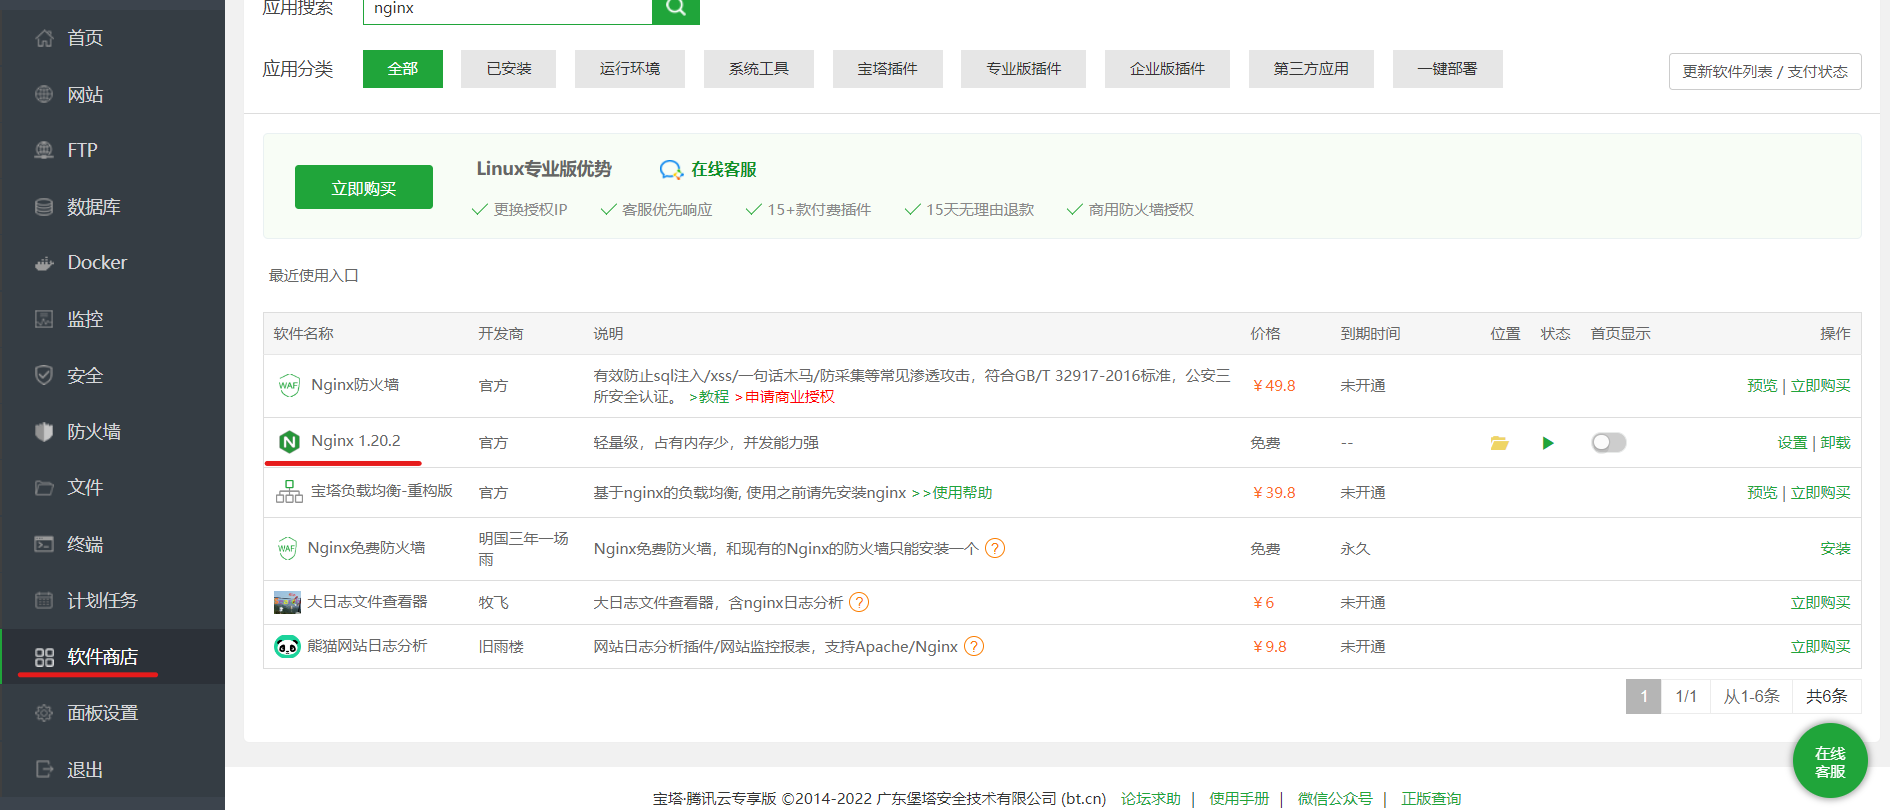 首页
网站
FTP
数据库
Docker
监控
安全
防火墙
文件
终端
计划任务
软件商店
面板设置
退出
应用搜索 nginx
应用分类 全部 已安装 运行环境 系统工具 宝塔插件 专业版插件 企业版插件 第三方应用 一键部署 更新软件列表 / 支付状态
立即购买 Linux专业版优势 在线客服
更换授权IP 客服优先响应 15+款付费插件 15天无理由退款 商用防火墙授权
最近使用入口
软件名称 开发商 说明 价格 到期时间 位置 状态 首页显示 操作
WAF Nginx防火墙 官方 有效防止sql注入/xss/一句话木马/防采集等常见渗透攻击，符合GB/T 32917-2016标准，公安三
所安全认证。 >教程 >申请商业授权 ￥49.8 未开通 预览 | 立即购买
N Nginx 1.20.2 官方 轻量级，占有内存少，并发能力强 免费 -- 设置 | 卸载
宝塔负载均衡-重构版 官方 基于nginx的负载均衡, 使用之前请先安装nginx >>使用帮助 ￥39.8 未开通 预览 | 立即购买
WAF Nginx免费防火墙 明国三年一场
雨 Nginx免费防火墙，和现有的Nginx的防火墙只能安装一个 ? 免费 永久 安装
大日志文件查看器 牧飞 大日志文件查看器，含nginx日志分析 ? ￥6 未开通 立即购买
熊猫网站日志分析 旧雨楼 网站日志分析插件/网站监控报表，支持Apache/Nginx ? ￥9.8 未开通 立即购买
1 1/1 从1-6条 共6条
在线
客服
宝塔·腾讯云专享版 ©2014-2022 广东堡塔安全技术有限公司 (bt.cn) 论坛求助 | 使用手册 | 微信公众号 | 正版查询